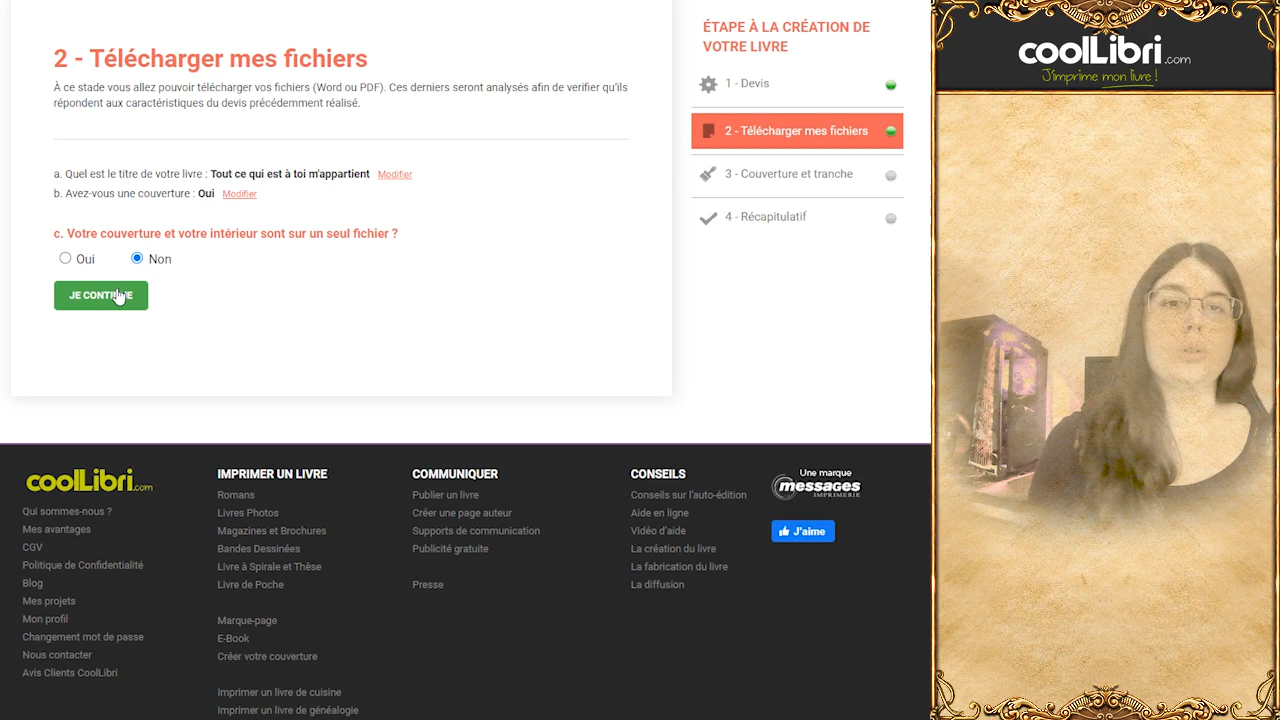 2 - Télécharger mes fichiers
À ce stade vous allez pouvoir télécharger vos fichiers (Word ou PDF). Ces derniers seront analysés afin de verifier qu'ils
répondent aux caractéristiques du devis précédemment réalisé.
a. Quel est le titre de votre livre : Tout ce qui est à toi m'appartient Modifier
b. Avez-vous une couverture : Oui Modifier
c. Votre couverture et votre intérieur sont sur un seul fichier ?
Oui Non
JE CONTINUE
ÉTAPE À LA CRÉATION DE
VOTRE LIVRE
1 - Devis
2 - Télécharger mes fichiers
3 - Couverture et tranche
4 - Récapitulatif
coolLibri.com
J'imprime mon livre !
coolLibri.com
Qui sommes-nous ?
Mes avantages
CGV
Politique de Confidentialité
Blog
Mes projets
Mon profil
Changement mot de passe
Nous contacter
Avis Clients CoolLibri
IMPRIMER UN LIVRE
Romans
Livres Photos
Magazines et Brochures
Bandes Dessinées
Livre à Spirale et Thèse
Livre de Poche
Marque-page
E-Book
Créer votre couverture
Imprimer un livre de cuisine
Imprimer un livre de généalogie
COMMUNIQUER
Publier un livre
Créer une page auteur
Supports de communication
Publicité gratuite
Presse
CONSEILS
Conseils sur l'auto-édition
Aide en ligne
Vidéo d'aide
La création du livre
La fabrication du livre
La diffusion
Une marque
messages
IMPRIMERIE
J'aime